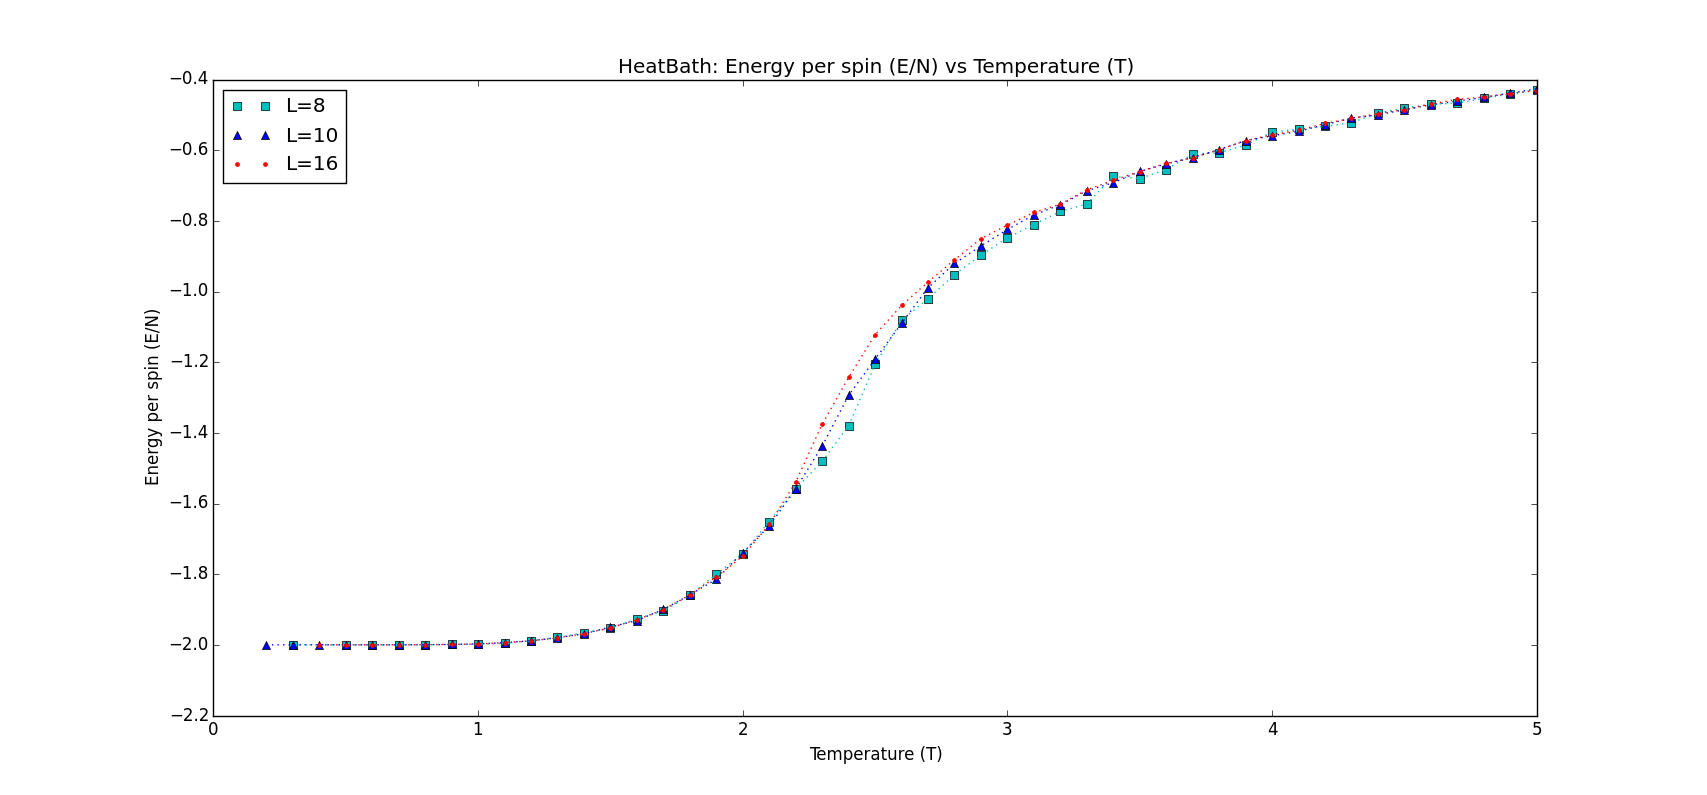 HeatBath: Energy per spin (E/N) vs Temperature (T)
−0.4
L=8
L=10
L=16
−0.6
−0.8
−1.0
−1.2
−1.4
−1.6
−1.8
−2.0
−2.2
Energy per spin (E/N)
0 1 2 3 4 5
Temperature (T)